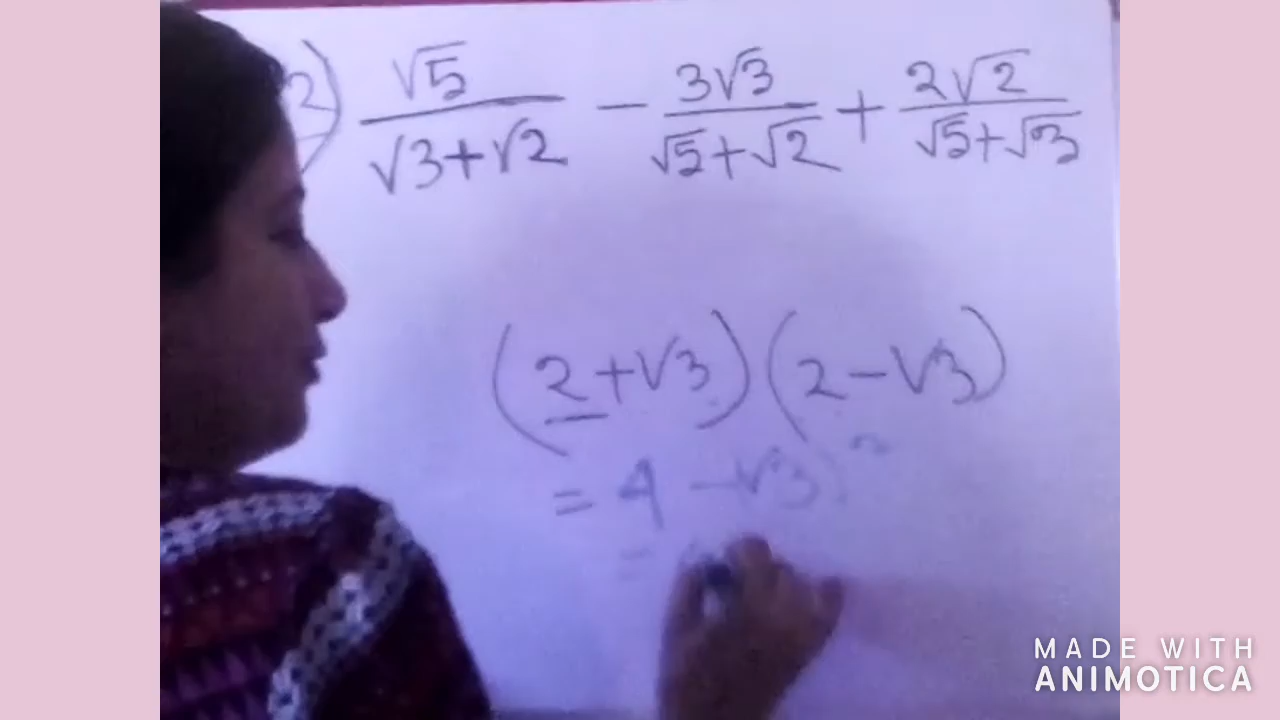 2) √5/(√3+√2) − 3√3/(√5+√2) + 2√2/(√5+√3)
(2+√3)(2−√3)
= 4 −√3)²
=
MADE WITH
ANIMOTICA